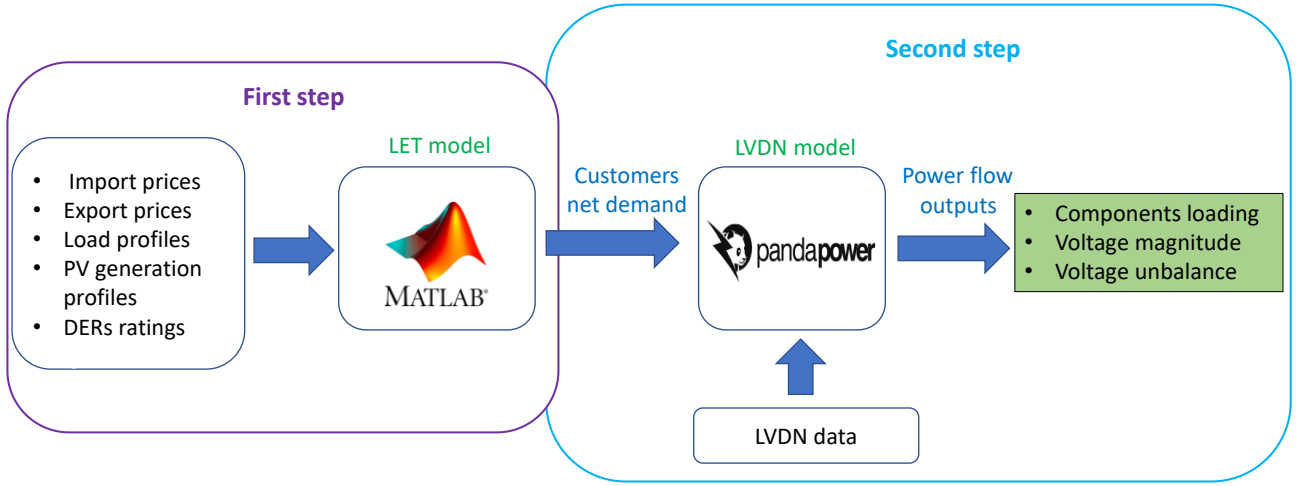 Second step
First step
LET model
LVDN model
• Import prices
• Export prices
• Load profiles
• PV generation
profiles
• DERs ratings
MATLAB®
Customers
net demand
pandapower
Power flow
outputs
• Components loading
• Voltage magnitude
• Voltage unbalance
LVDN data